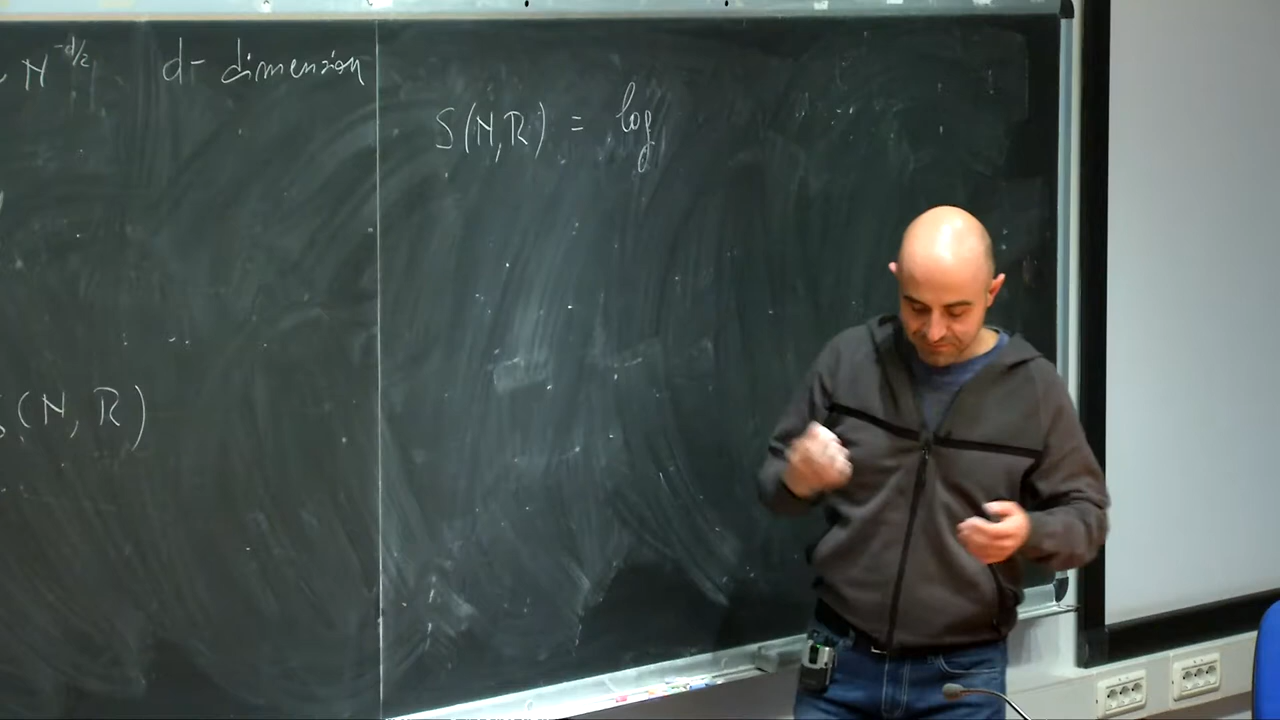 ~ N^{-d/2} d - dimension
S(N,R) = log
S(N, R)